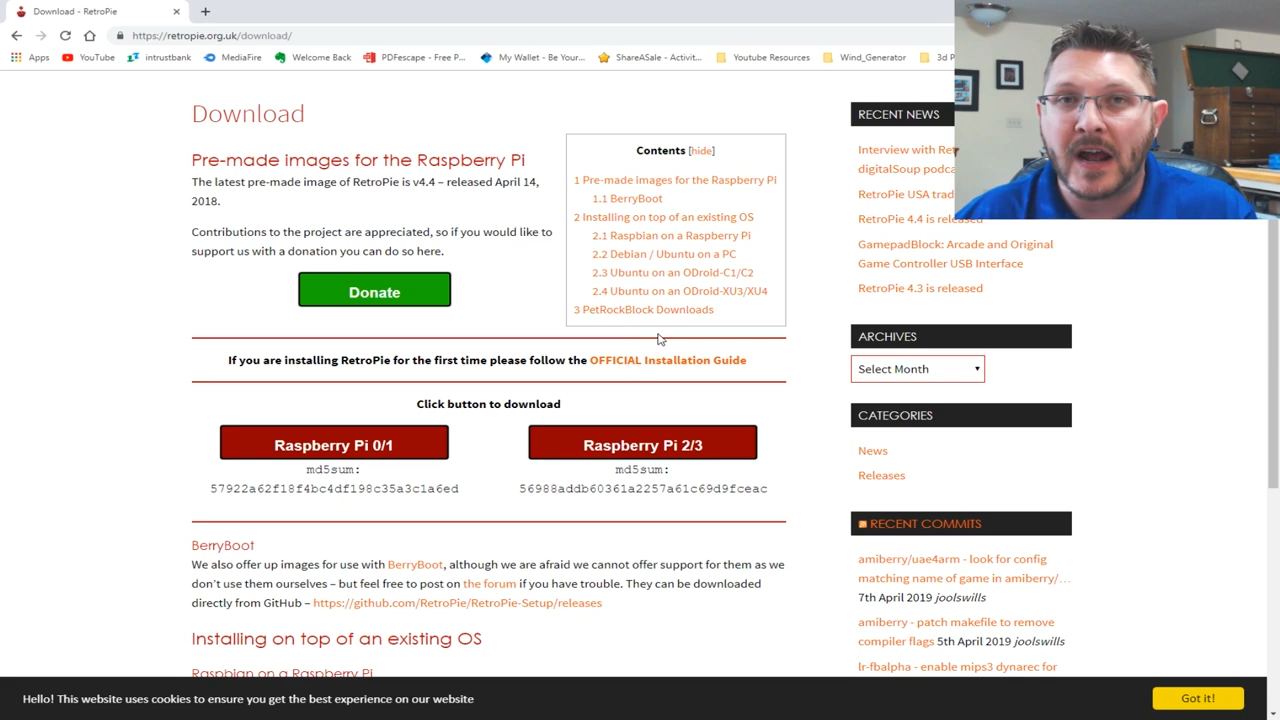 Download - RetroPie
https://retropie.org.uk/download/
Apps YouTube intrustbank MediaFire Welcome Back PDFescape - Free P... My Wallet - Be Your... ShareASale - Activit... Youtube Resources Wind_Generator 3d P
Download
Pre-made images for the Raspberry Pi
The latest pre-made image of RetroPie is v4.4 – released April 14,
2018.
Contributions to the project are appreciated, so if you would like to
support us with a donation you can do so here.
Donate
Contents [hide]
1 Pre-made images for the Raspberry Pi
1.1 BerryBoot
2 Installing on top of an existing OS
2.1 Raspbian on a Raspberry Pi
2.2 Debian / Ubuntu on a PC
2.3 Ubuntu on an ODroid-C1/C2
2.4 Ubuntu on an ODroid-XU3/XU4
3 PetRockBlock Downloads
If you are installing RetroPie for the first time please follow the OFFICIAL Installation Guide
Click button to download
Raspberry Pi 0/1
md5sum:
57922a62f18f4bc4df198c35a3c1a6ed
Raspberry Pi 2/3
md5sum:
56988addb60361a2257a61c69d9fceac
BerryBoot
We also offer up images for use with BerryBoot, although we are afraid we cannot offer support for them as we
don't use them ourselves – but feel free to post on the forum if you have trouble. They can be downloaded
directly from GitHub – https://github.com/RetroPie/RetroPie-Setup/releases
Installing on top of an existing OS
Raspbian on a Raspberry Pi
RECENT NEWS
Interview with Ret
digitalSoup podca
RetroPie USA trad
RetroPie 4.4 is released
GamepadBlock: Arcade and Original
Game Controller USB Interface
RetroPie 4.3 is released
ARCHIVES
Select Month
CATEGORIES
News
Releases
RECENT COMMITS
amiberry/uae4arm - look for config
matching name of game in amiberry/…
7th April 2019 joolswills
amiberry - patch makefile to remove
compiler flags 5th April 2019 joolswills
lr-fbalpha - enable mips3 dynarec for
Hello! This website uses cookies to ensure you get the best experience on our website
Got it!